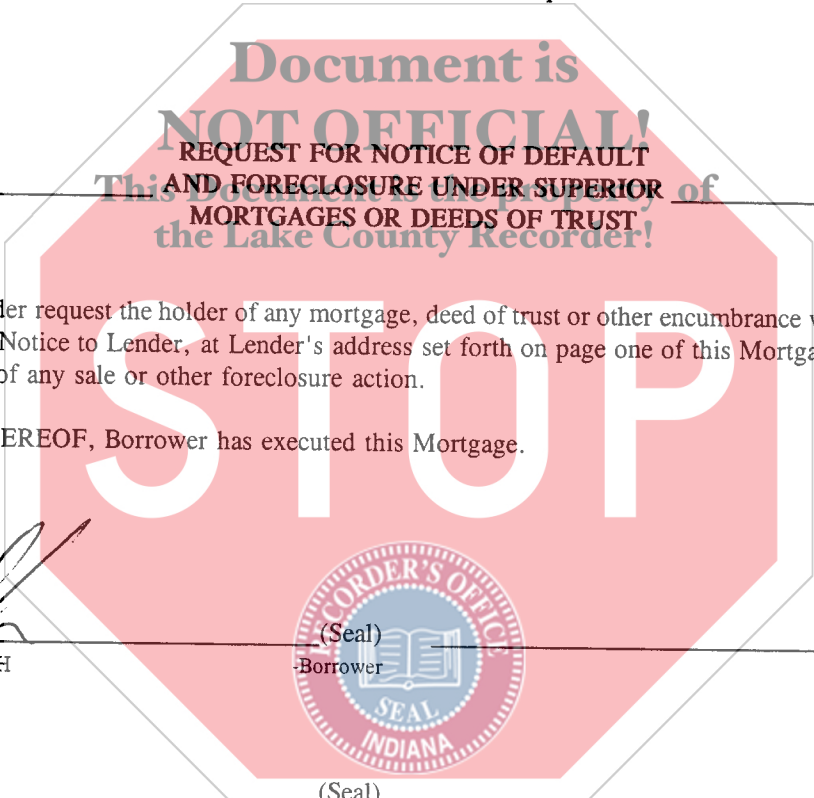 Document is
NOT OFFICIAL!
REQUEST FOR NOTICE OF DEFAULT
This Document is the property of
AND FORECLOSURE UNDER SUPERIOR
MORTGAGES OR DEEDS OF TRUST
the Lake County Recorder!
der request the holder of any mortgage, deed of trust or other encumbrance
Notice to Lender, at Lender's address set forth on page one of this Mortga
of any sale or other foreclosure action.
STOP
EREOF, Borrower has executed this Mortgage.
RECORDER'S OFFICE
(Seal)
H
-Borrower
SEAL
INDIANA
(Seal)